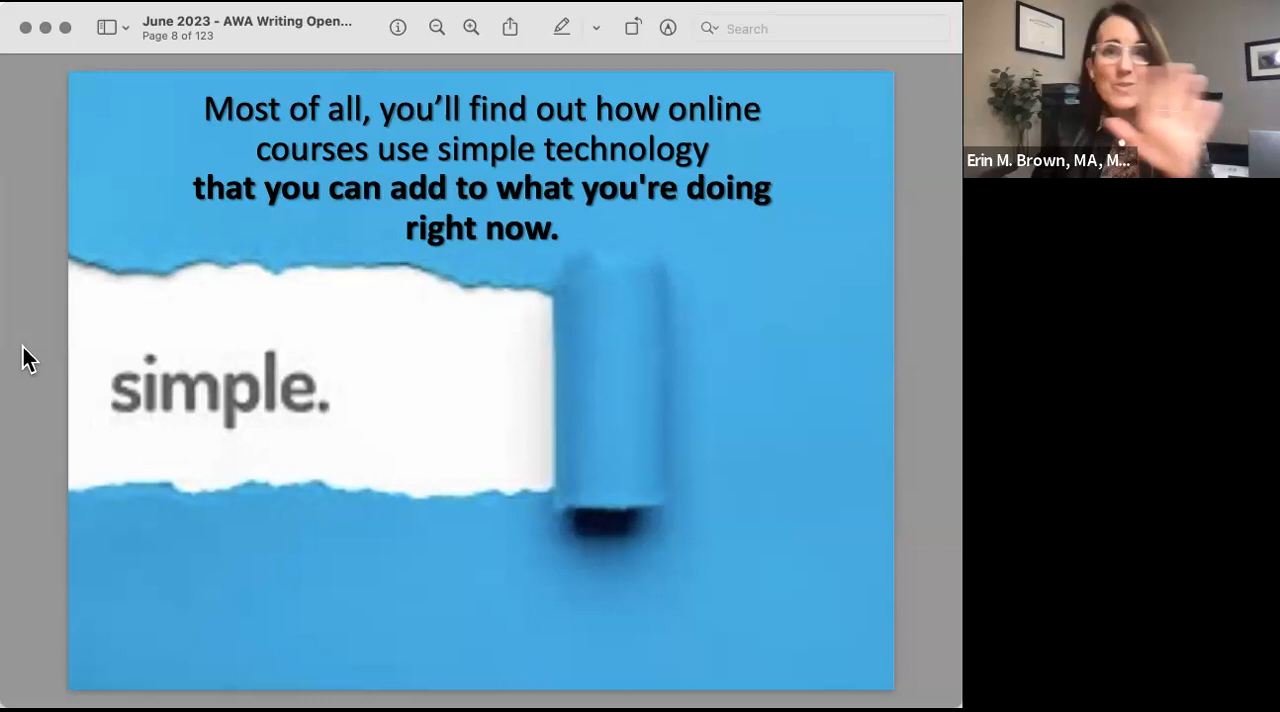 June 2023 - AWA Writing Open...
Page 8 of 123
Search
Most of all, you’ll find out how online
courses use simple technology
that you can add to what you're doing
right now.
simple.
Erin M. Brown, MA, M...